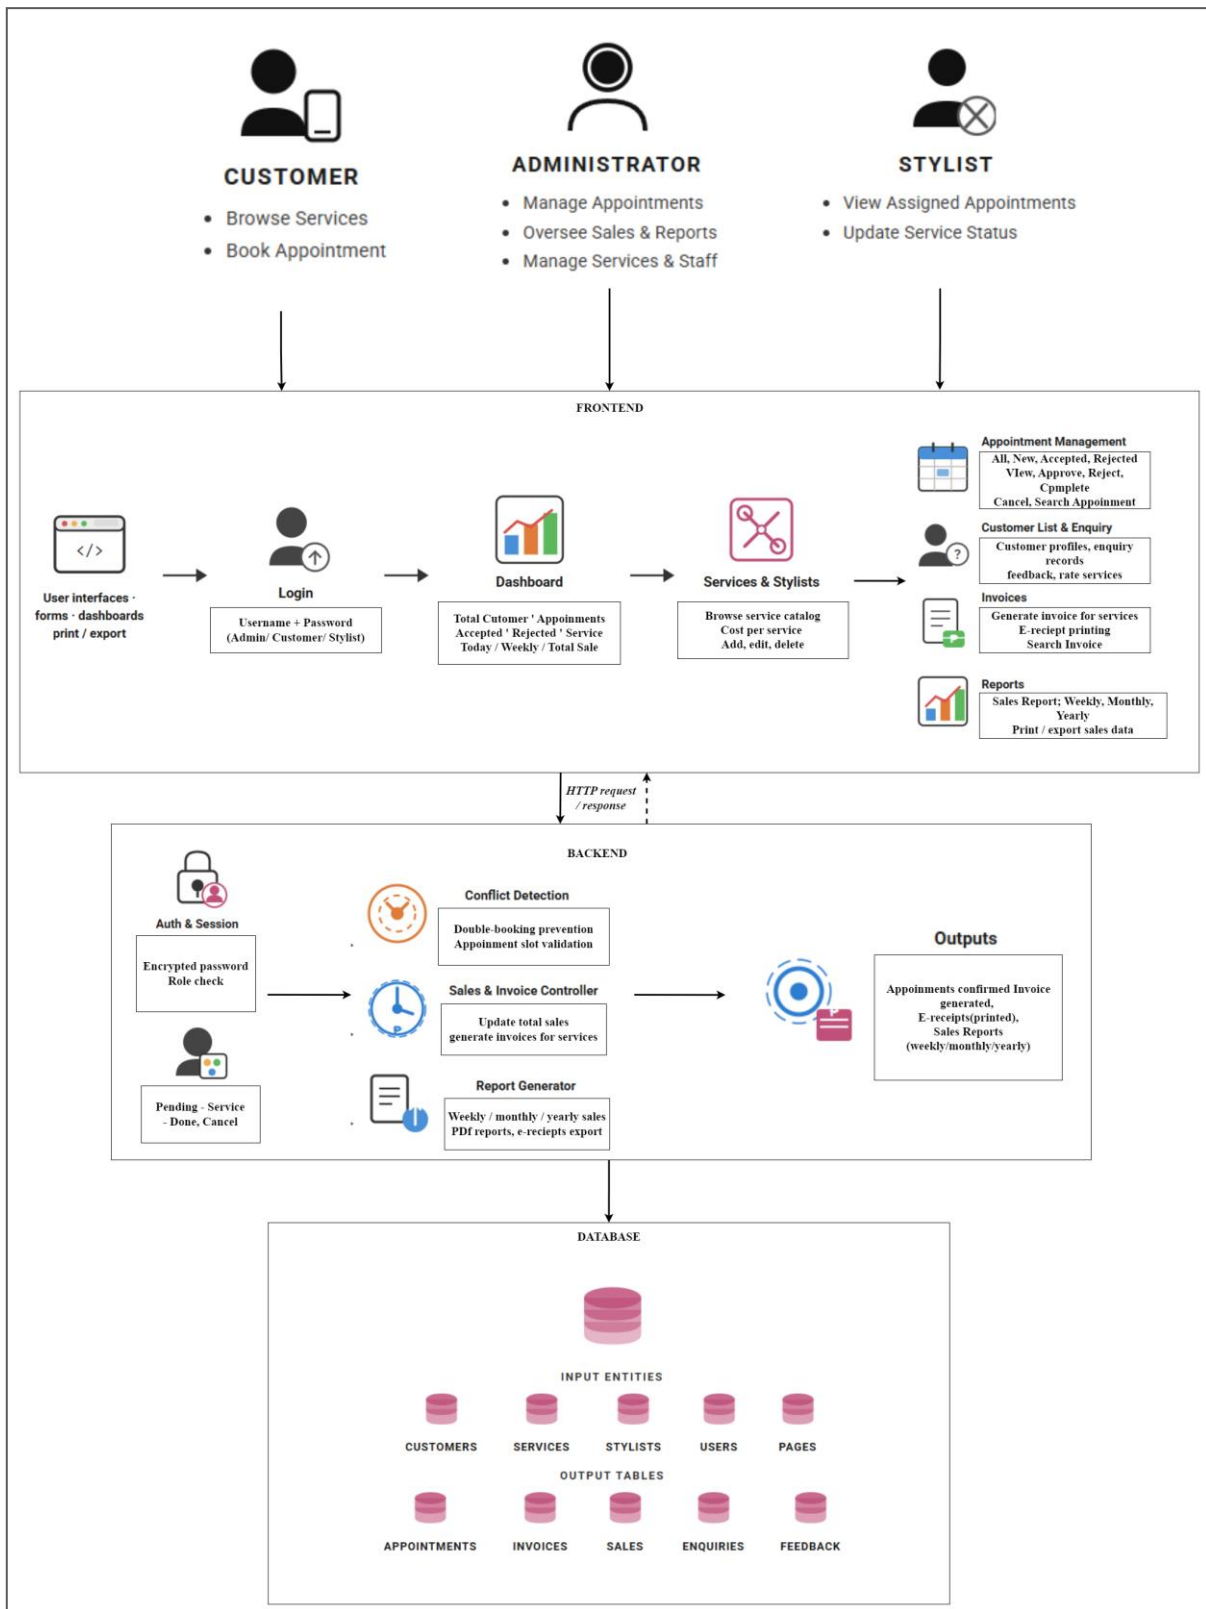 CUSTOMER
• Browse Services
• Book Appointment
ADMINISTRATOR
• Manage Appointments
• Oversee Sales & Reports
• Manage Services & Staff
STYLIST
• View Assigned Appointments
• Update Service Status
FRONTEND
</>
User interfaces ·
forms · dashboards
print / export
Login
Username + Password
(Admin/ Customer/ Stylist)
Dashboard
Total Cutomer ' Appoinments
Accepted ' Rejected ' Service
Today / Weekly / Total Sale
Services & Stylists
Browse service catalog
Cost per service
Add, edit, delete
Appointment Management
All, New, Accepted, Rejected
VIew, Approve, Reject,
Cpmplete
Cancel, Search Appoinment
?
Customer List & Enquiry
Customer profiles, enquiry
records
feedback, rate services
Invoices
P
Generate invoice for services
E-reciept printing
Search Invoice
Reports
Sales Report; Weekly, Monthly,
Yearly
Print / export sales data
HTTP request
/ response
BACKEND
Auth & Session
Encrypted password
Role check
Pending - Service
- Done, Cancel
Conflict Detection
Double-booking prevention
Appoinment slot validation
Sales & Invoice Controller
P
Update total sales
generate invoices for services
Report Generator
Weekly / monthly / yearly sales
PDf reports, e-reciepts export
Outputs
P
Appoinments confirmed Invoice
generated,
E-receipts(printed),
Sales Reports
(weekly/monthly/yearly)
DATABASE
INPUT ENTITIES
CUSTOMERS
SERVICES
STYLISTS
USERS
PAGES
OUTPUT TABLES
APPOINTMENTS
INVOICES
SALES
ENQUIRIES
FEEDBACK